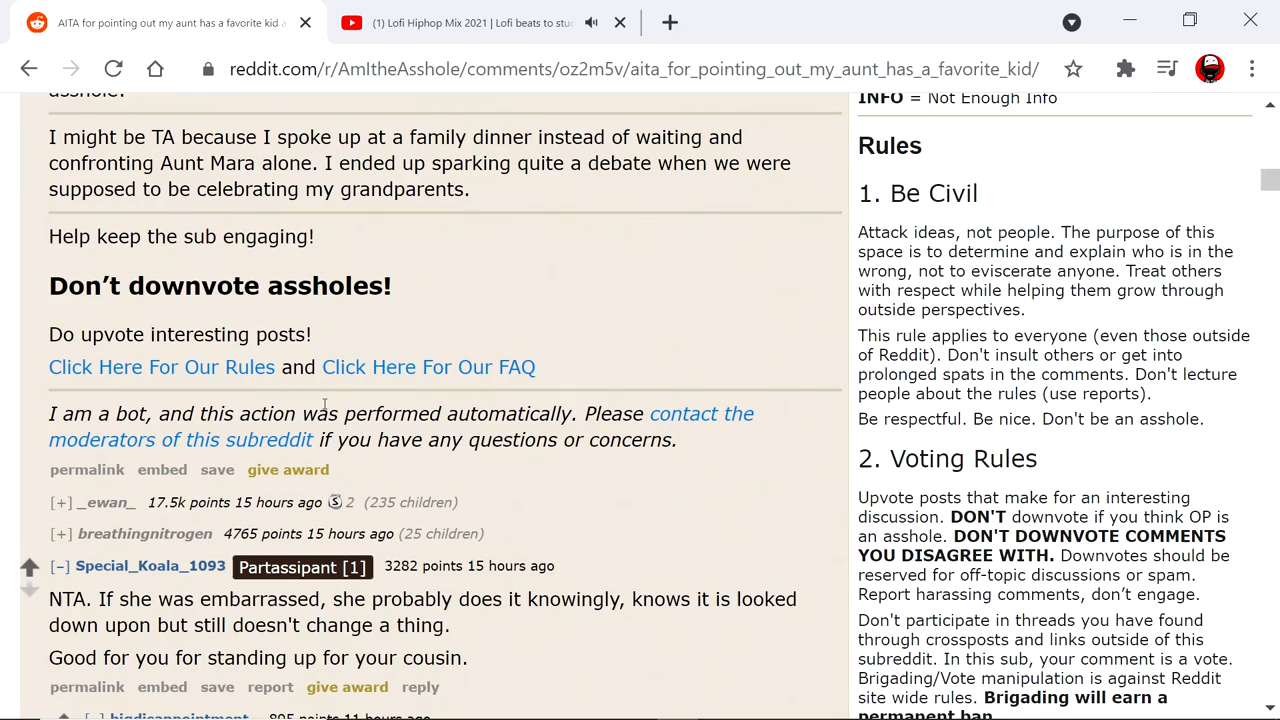 AITA for pointing out my aunt has a favorite kid
(1) Lofi Hiphop Mix 2021 | Lofi beats to
reddit.com/r/AmItheAsshole/comments/oz2m5v/aita_for_pointing_out_my_aunt_has_a_favorite_kid/
asshole.
I might be TA because I spoke up at a family dinner instead of waiting and
confronting Aunt Mara alone. I ended up sparking quite a debate when we were
supposed to be celebrating my grandparents.
Help keep the sub engaging!
Don’t downvote assholes!
Do upvote interesting posts!
Click Here For Our Rules and Click Here For Our FAQ
I am a bot, and this action was performed automatically. Please contact the
moderators of this subreddit if you have any questions or concerns.
permalink embed save give award
[+] _ewan_ 17.5k points 15 hours ago S 2 (235 children)
[+] breathingnitrogen 4765 points 15 hours ago (25 children)
[–] Special_Koala_1093 Partassipant [1] 3282 points 15 hours ago
NTA. If she was embarrassed, she probably does it knowingly, knows it is looked
down upon but still doesn't change a thing.
Good for you for standing up for your cousin.
permalink embed save report give award reply
[–] bigdisappointment 895 points 11 hours ago
INFO = Not Enough Info
Rules
1. Be Civil
Attack ideas, not people. The purpose of this
space is to determine and explain who is in the
wrong, not to eviscerate anyone. Treat others
with respect while helping them grow through
outside perspectives.
This rule applies to everyone (even those outside
of Reddit). Don't insult others or get into
prolonged spats in the comments. Don't lecture
people about the rules (use reports).
Be respectful. Be nice. Don't be an asshole.
2. Voting Rules
Upvote posts that make for an interesting
discussion. DON'T downvote if you think OP is
an asshole. DON'T DOWNVOTE COMMENTS
YOU DISAGREE WITH. Downvotes should be
reserved for off-topic discussions or spam.
Report harassing comments, don’t engage.
Don't participate in threads you have found
through crossposts and links outside of this
subreddit. In this sub, your comment is a vote.
Brigading/Vote manipulation is against Reddit
site wide rules. Brigading will earn a
permanent ban